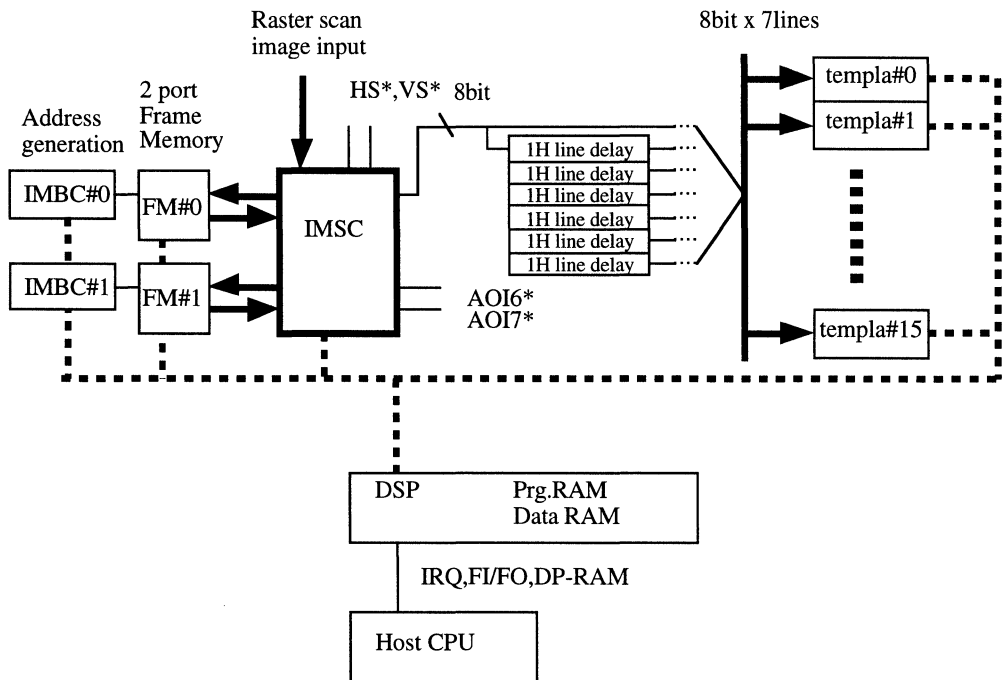 Raster scan
image input
8bit x 7lines
HS*,VS*
8bit
2 port
Frame
Memory
Address
generation
templa#0
templa#1
templa#15
1H line delay
1H line delay
1H line delay
1H line delay
1H line delay
1H line delay
IMBC#0
FM#0
IMSC
IMBC#1
FM#1
AOI6*
AOI7*
DSP
Prg.RAM
Data RAM
IRQ,FI/FO,DP-RAM
Host CPU